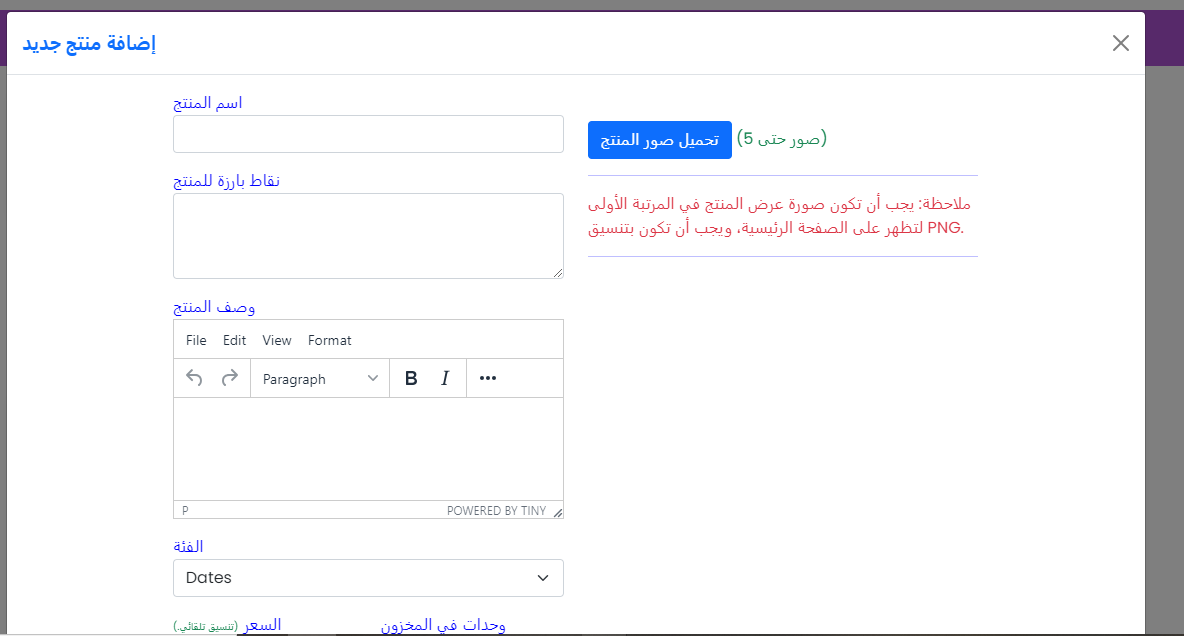 إضافة منتج جديد
اسم المنتج
نقاط بارزة للمنتج
وصف المنتج
File Edit View Format
Paragraph B I
P POWERED BY TINY
الفئة
Dates
السعر (تنسيق تلقائي.)
وحدات في المخزون
تحميل صور المنتج (صور حتى 5)
ملاحظة: يجب أن تكون صورة عرض المنتج في المرتبة الأولى
لتظهر على الصفحة الرئيسية، ويجب أن تكون بتنسيق PNG.